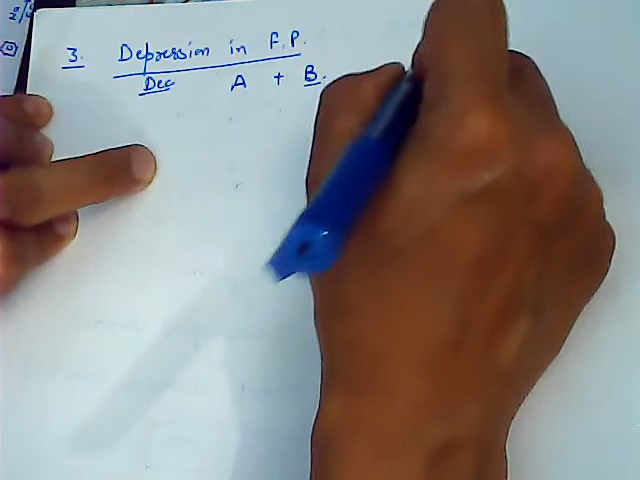 3. Depression in F.P.
Dec A + B.